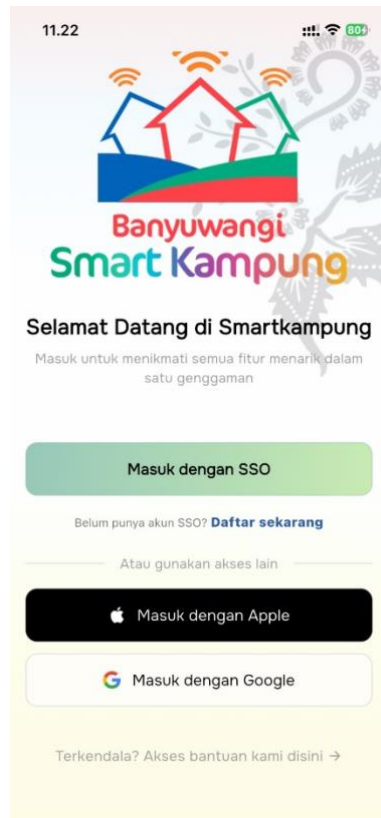 11.22
80
Banyuwangi
Smart Kampung
Selamat Datang di Smartkampung
Masuk untuk menikmati semua fitur menarik dalam
satu genggaman
Masuk dengan SSO
Belum punya akun SSO? Daftar sekarang
Atau gunakan akses lain
Masuk dengan Apple
Masuk dengan Google
Terkendala? Akses bantuan kami disini →